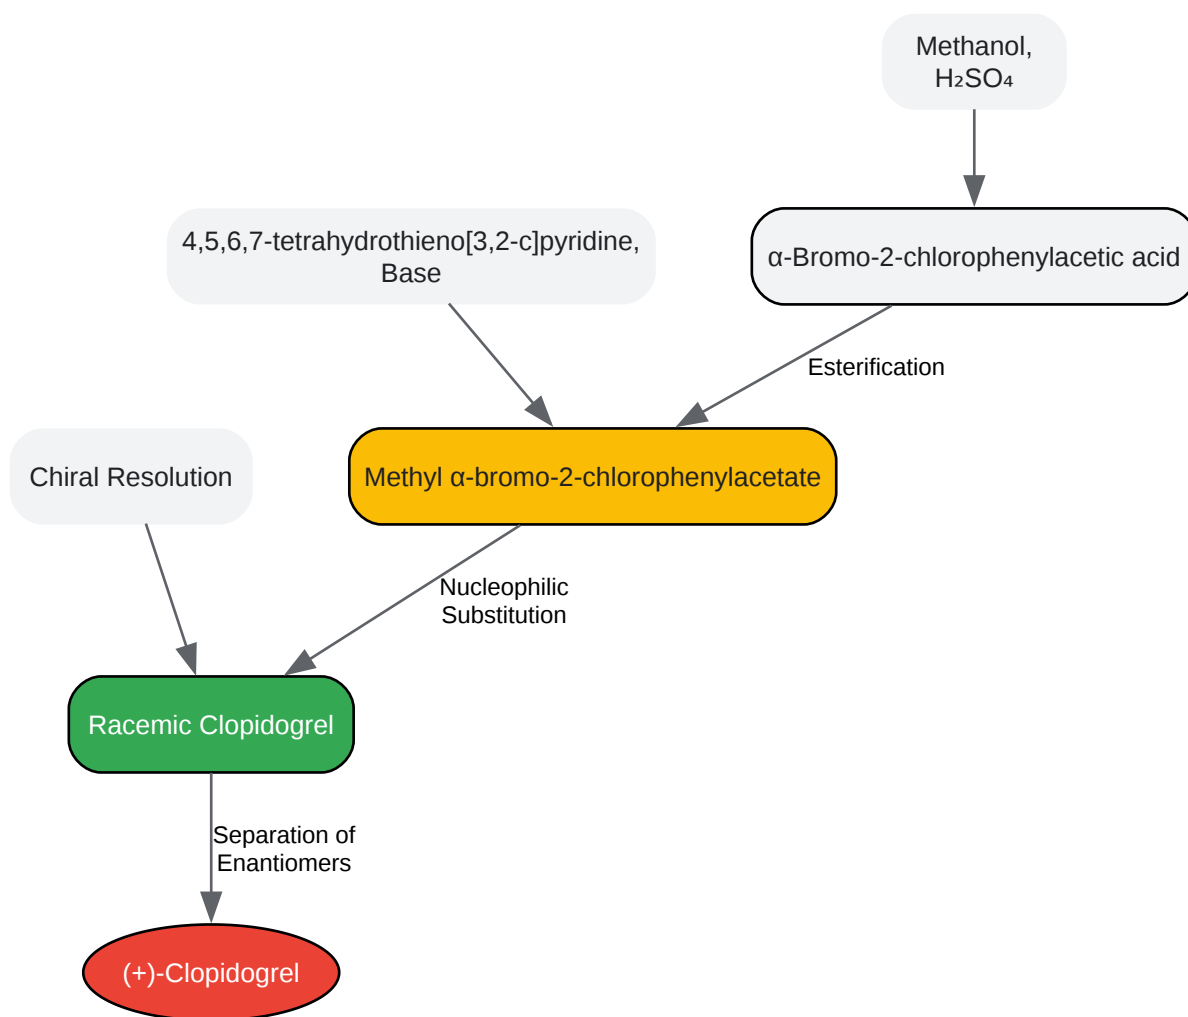 Methanol,
H₂SO₄
4,5,6,7-tetrahydrothieno[3,2-c]pyridine,
Base
α-Bromo-2-chlorophenylacetic acid
Esterification
Chiral Resolution
Methyl α-bromo-2-chlorophenylacetate
Nucleophilic
Substitution
Racemic Clopidogrel
Separation of
Enantiomers
(+)-Clopidogrel